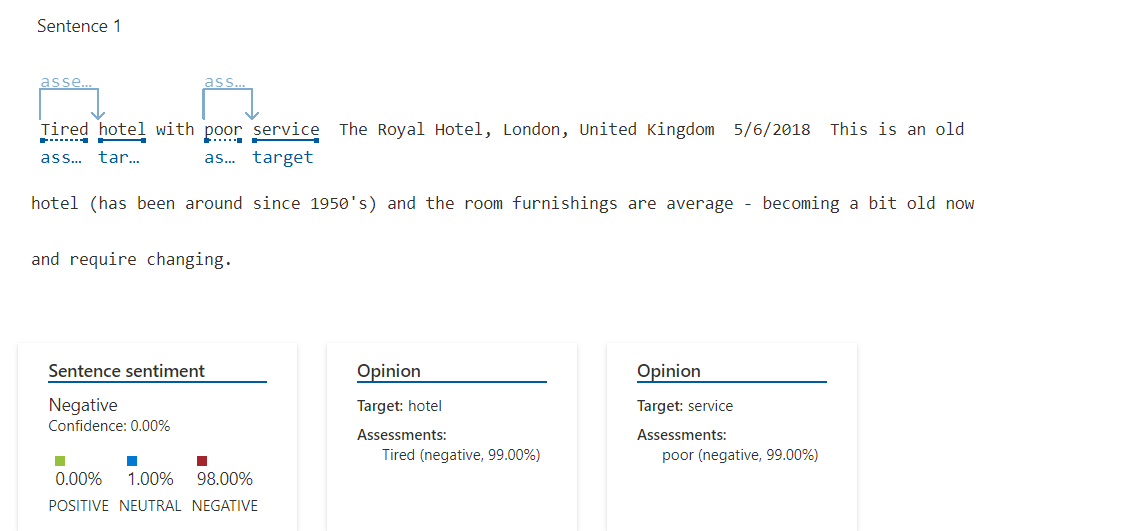 Sentence 1
asse... ass...
Tired hotel with poor service The Royal Hotel, London, United Kingdom 5/6/2018 This is an old
ass... tar... as... target
hotel (has been around since 1950's) and the room furnishings are average - becoming a bit old now
and require changing.
Sentence sentiment
Negative
Confidence: 0.00%
0.00% 1.00% 98.00%
POSITIVE NEUTRAL NEGATIVE
Opinion
Target: hotel
Assessments:
Tired (negative, 99.00%)
Opinion
Target: service
Assessments:
poor (negative, 99.00%)